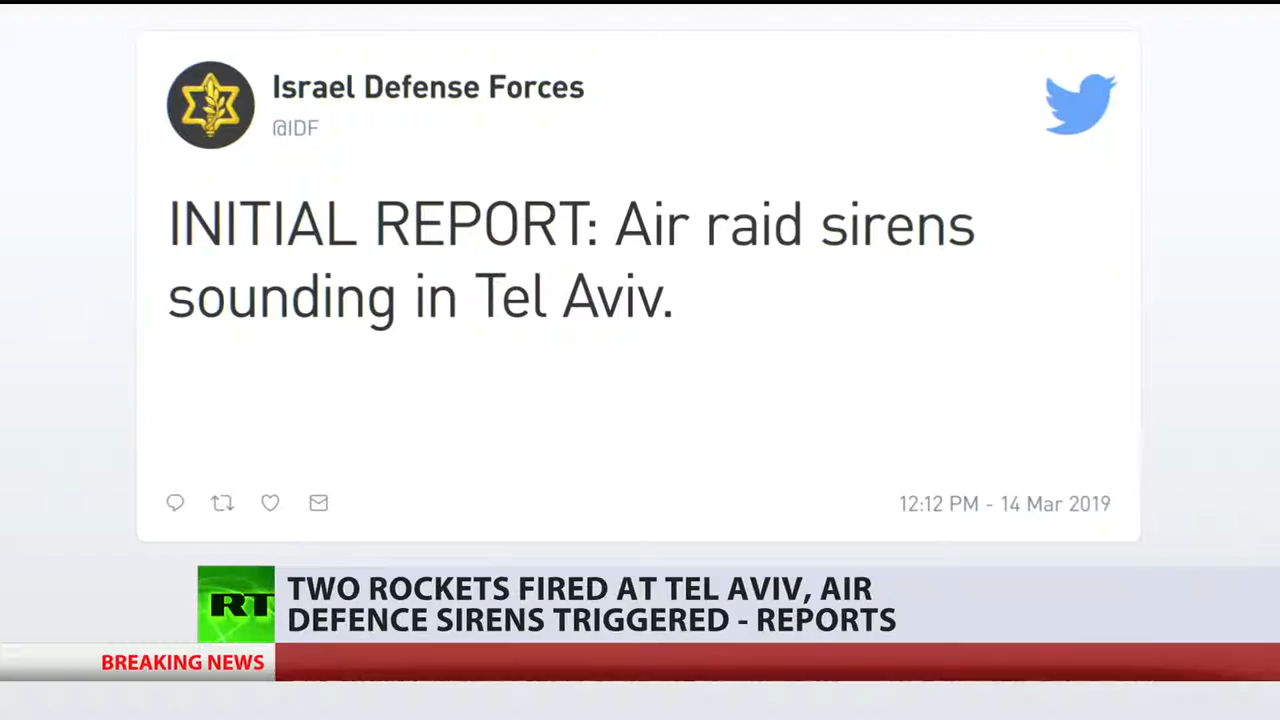 Israel Defense Forces
@IDF
INITIAL REPORT: Air raid sirens
sounding in Tel Aviv.
12:12 PM - 14 Mar 2019
RT
TWO ROCKETS FIRED AT TEL AVIV, AIR
DEFENCE SIRENS TRIGGERED - REPORTS
BREAKING NEWS